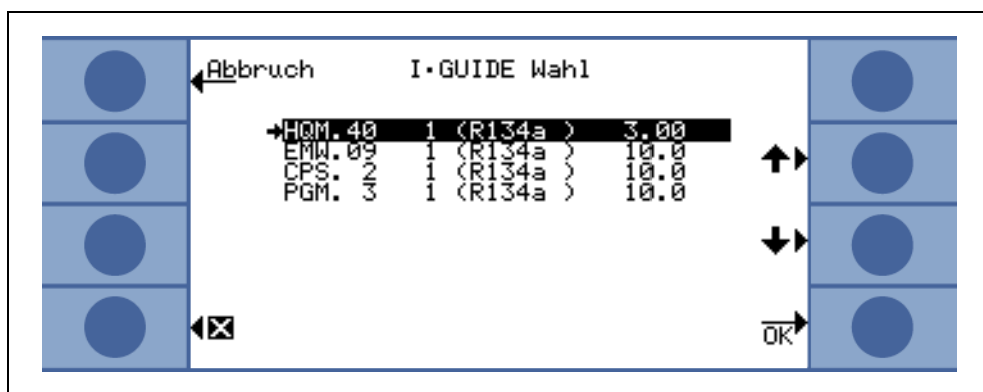 Abbruch I·GUIDE Wahl
HQM.40 1 (R134a ) 3.00
EMW.09 1 (R134a ) 10.0
CPS. 2 1 (R134a ) 10.0
PGM. 3 1 (R134a ) 10.0
OK